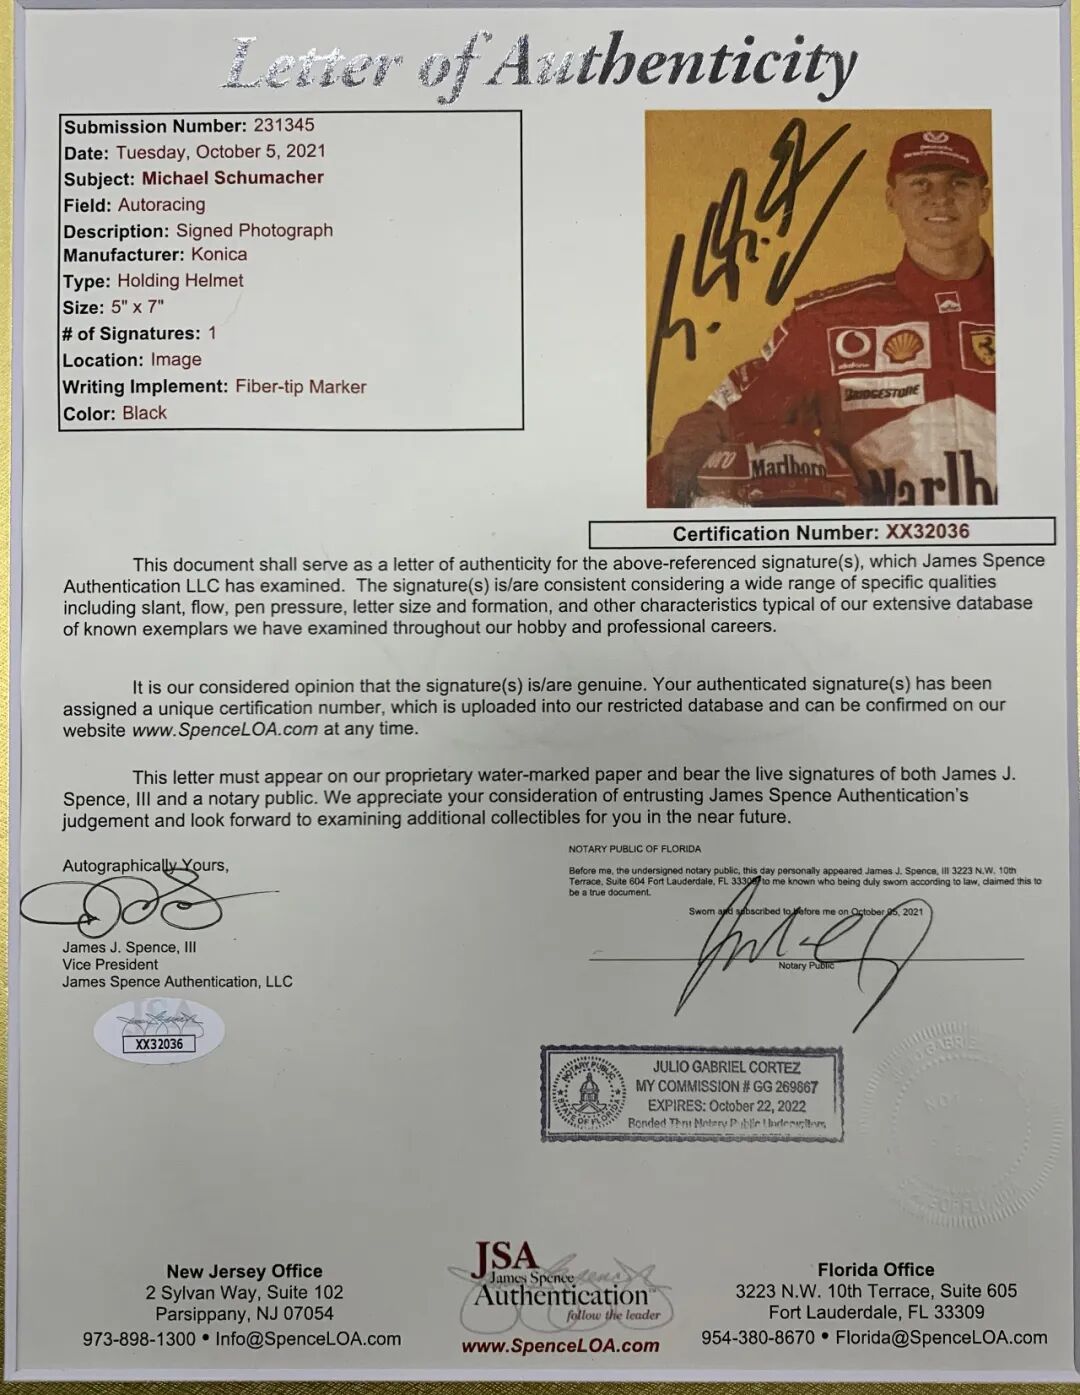 Letter of Authenticity
Submission Number: 231345
Date: Tuesday, October 5, 2021
Subject: Michael Schumacher
Field: Autoracing
Description: Signed Photograph
Manufacturer: Konica
Type: Holding Helmet
Size: 5" x 7"
# of Signatures: 1
Location: Image
Writing Implement: Fiber-tip Marker
Color: Black
vodafone
BRIDGESTONE
Marlboro
Marlb
Certification Number: XX32036
This document shall serve as a letter of authenticity for the above-referenced signature(s), which James Spence
Authentication LLC has examined. The signature(s) is/are consistent considering a wide range of specific qualities
including slant, flow, pen pressure, letter size and formation, and other characteristics typical of our extensive database
of known exemplars we have examined throughout our hobby and professional careers.
It is our considered opinion that the signature(s) is/are genuine. Your authenticated signature(s) has been
assigned a unique certification number, which is uploaded into our restricted database and can be confirmed on our
website www.SpenceLOA.com at any time.
This letter must appear on our proprietary water-marked paper and bear the live signatures of both James J.
Spence, III and a notary public. We appreciate your consideration of entrusting James Spence Authentication's
judgement and look forward to examining additional collectibles for you in the near future.
Autographically Yours,
James J. Spence, III
Vice President
James Spence Authentication, LLC
JSA
XX32036
NOTARY PUBLIC OF FLORIDA
Before me, the undersigned notary public, this day personally appeared James J. Spence, III 3223 N.W. 10th
Terrace, Suite 604 Fort Lauderdale, FL 33309 to me known who being duly sworn according to law, claimed this to
be a true document.
Sworn and subscribed to before me on October 05, 2021
Notary Public
NOTARY PUBLIC
STATE OF FLORIDA
JULIO GABRIEL CORTEZ
MY COMMISSION # GG 269867
EXPIRES: October 22, 2022
Bonded Thru Notary Public Underwriters
New Jersey Office
2 Sylvan Way, Suite 102
Parsippany, NJ 07054
973-898-1300 • Info@SpenceLOA.com
JSA
James Spence
Authentication
follow the leader
www.SpenceLOA.com
Florida Office
3223 N.W. 10th Terrace, Suite 605
Fort Lauderdale, FL 33309
954-380-8670 • Florida@SpenceLOA.com